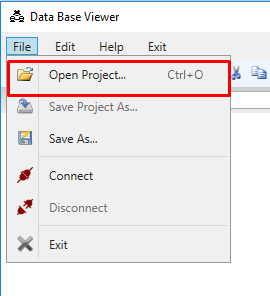 Data Base Viewer
File Edit Help Exit
Open Project... Ctrl+O
Save Project As...
Save As...
Connect
Disconnect
Exit